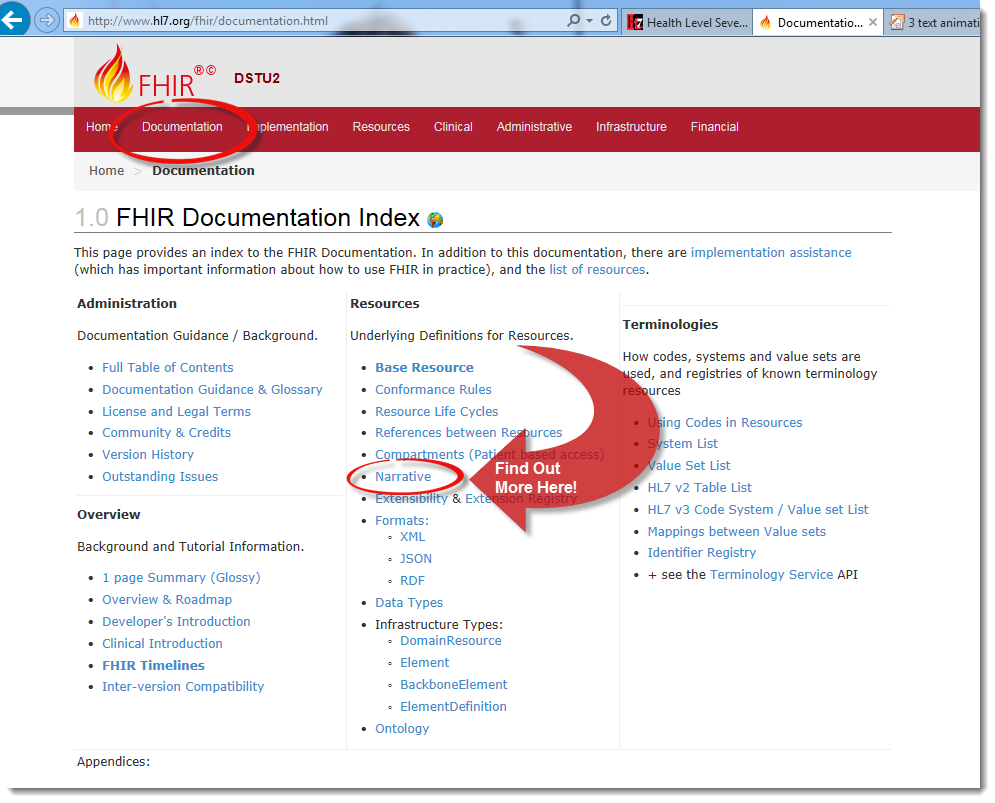 http://www.hl7.org/fhir/documentation.html
Health Level Seve...
Documentatio...
3 text animati
FHIR®© DSTU2
Home Documentation Implementation Resources Clinical Administrative Infrastructure Financial
Home > Documentation
1.0 FHIR Documentation Index
This page provides an index to the FHIR Documentation. In addition to this documentation, there are implementation assistance
(which has important information about how to use FHIR in practice), and the list of resources.
Administration
Documentation Guidance / Background.
Full Table of Contents
Documentation Guidance & Glossary
License and Legal Terms
Community & Credits
Version History
Outstanding Issues
Overview
Background and Tutorial Information.
1 page Summary (Glossy)
Overview & Roadmap
Developer's Introduction
Clinical Introduction
FHIR Timelines
Inter-version Compatibility
Resources
Underlying Definitions for Resources.
Base Resource
Conformance Rules
Resource Life Cycles
References between Resources
Compartments (Patient based access)
Narrative
Extensibility & Extension Registry
Formats:
XML
JSON
RDF
Data Types
Infrastructure Types:
DomainResource
Element
BackboneElement
ElementDefinition
Ontology
Find Out
More Here!
Terminologies
How codes, systems and value sets are
used, and registries of known terminology
resources
Using Codes in Resources
System List
Value Set List
HL7 v2 Table List
HL7 v3 Code System / Value set List
Mappings between Value sets
Identifier Registry
+ see the Terminology Service API
Appendices: